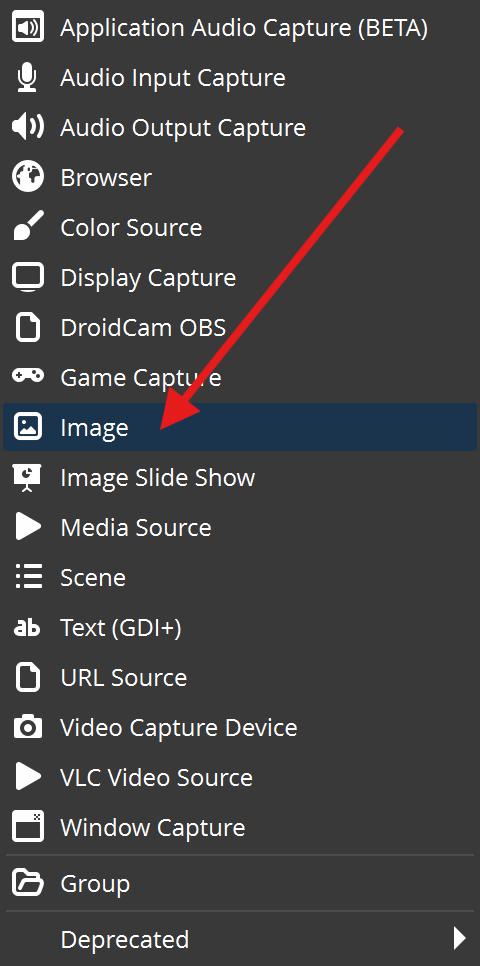 Application Audio Capture (BETA)
Audio Input Capture
Audio Output Capture
Browser
Color Source
Display Capture
DroidCam OBS
Game Capture
Image
Image Slide Show
Media Source
Scene
ab Text (GDI+)
URL Source
Video Capture Device
VLC Video Source
Window Capture
Group
Deprecated